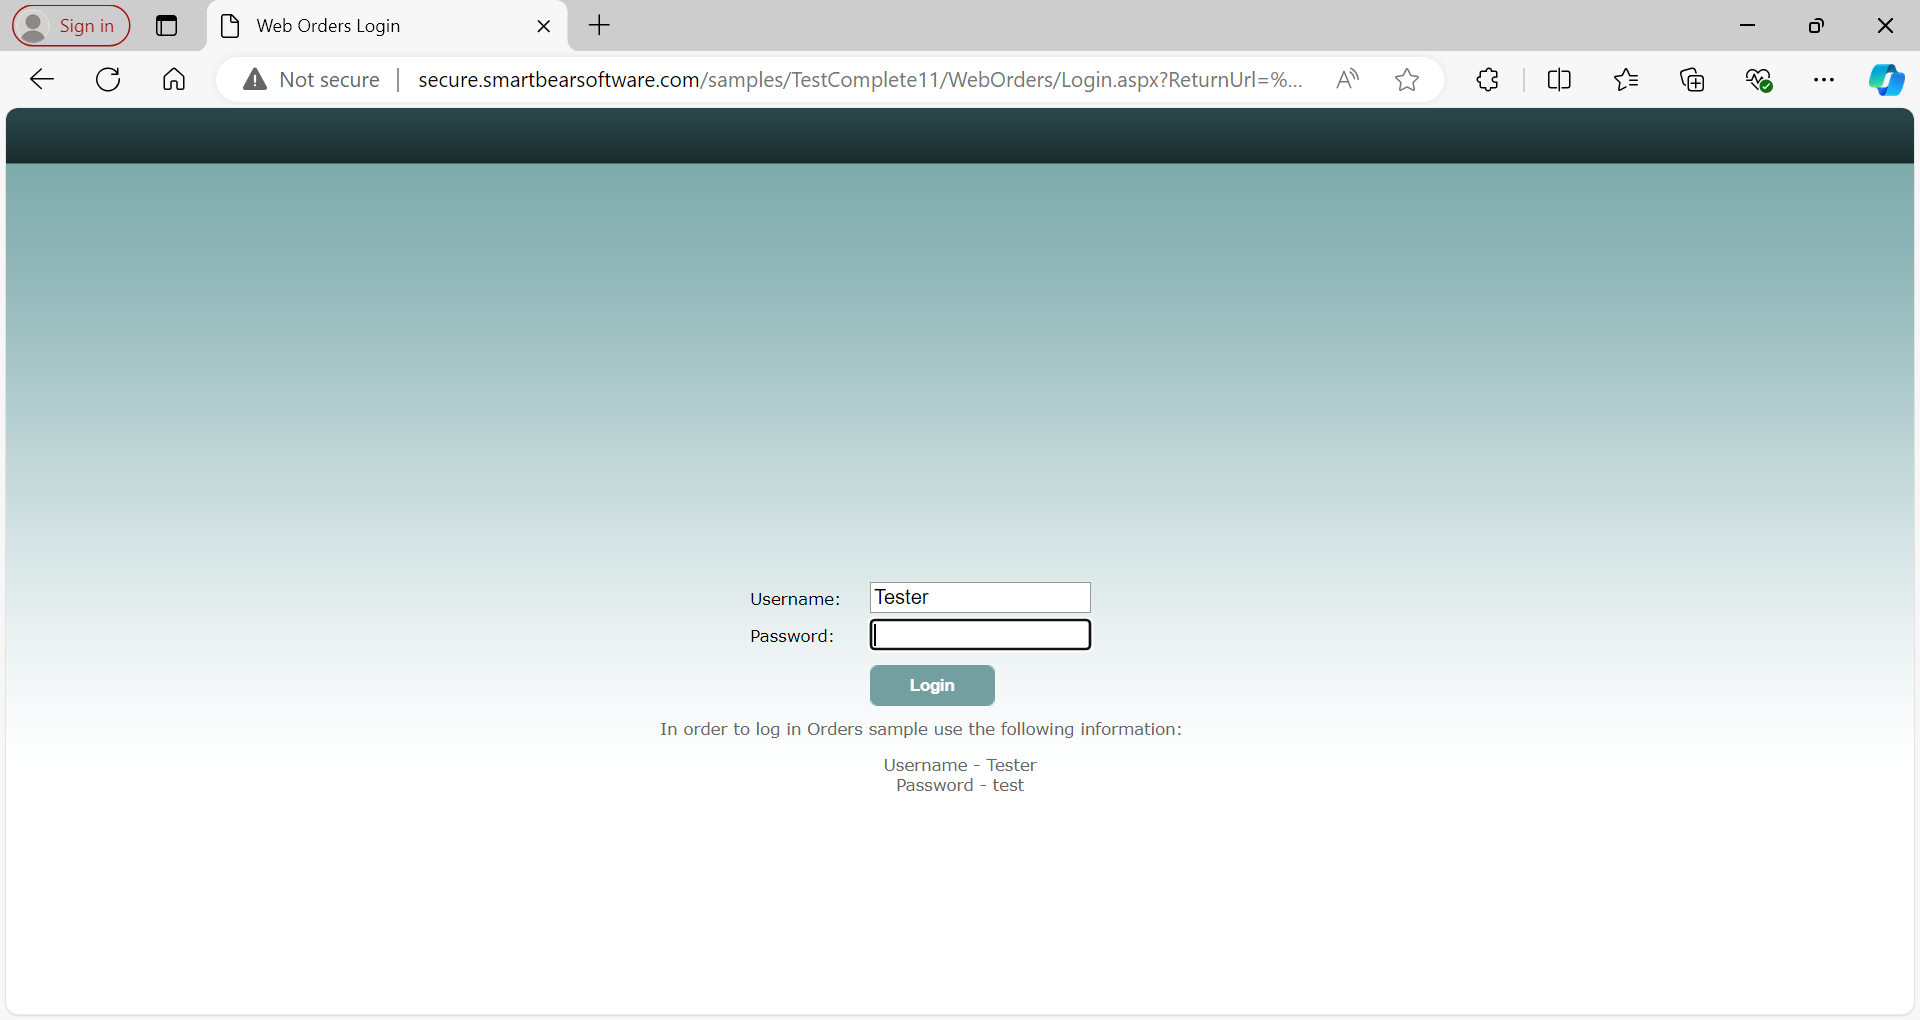 Sign in
Web Orders Login
Not secure
secure.smartbearsoftware.com/samples/TestComplete11/WebOrders/Login.aspx?ReturnUrl=%...
Username: Tester
Password:
Login
In order to log in Orders sample use the following information:
Username - Tester
Password - test